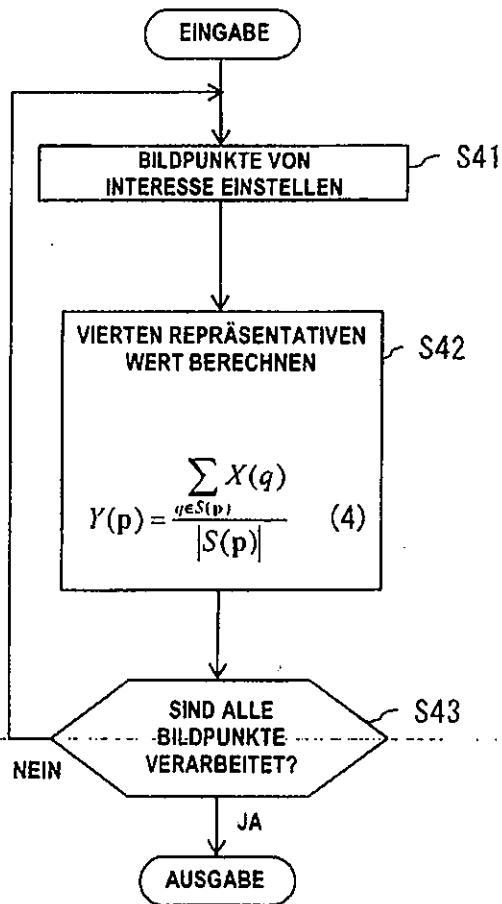 EINGABE
BILDPUNKTE VON
INTERESSE EINSTELLEN
S41
VIERTEN REPRÄSENTATIVEN
WERT BERECHNEN
S42
Y(p) = ∑_{q∈S(p)} X(q) / |S(p)| (4)
SIND ALLE
BILDPUNKTE
VERARBEITET?
S43
NEIN
JA
AUSGABE